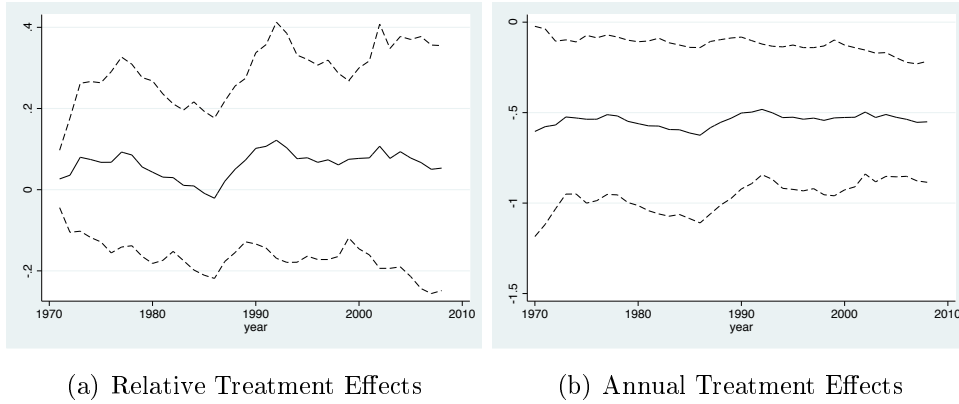 .4
.2
0
-.2
1970 1980 1990 2000 2010
year
0
-.5
-1
-1.5
1970 1980 1990 2000 2010
year
(a) Relative Treatment Effects
(b) Annual Treatment Effects